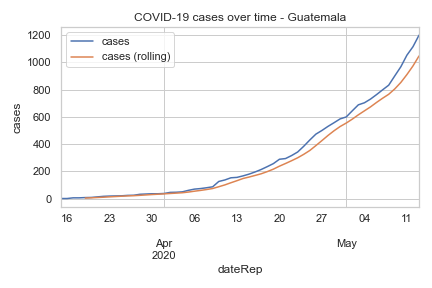 COVID-19 cases over time - Guatemala
cases
cases (rolling)
1200
1000
800
600
400
200
0
cases
16 23 30 06 13 20 27 04 11
Apr May
2020
dateRep